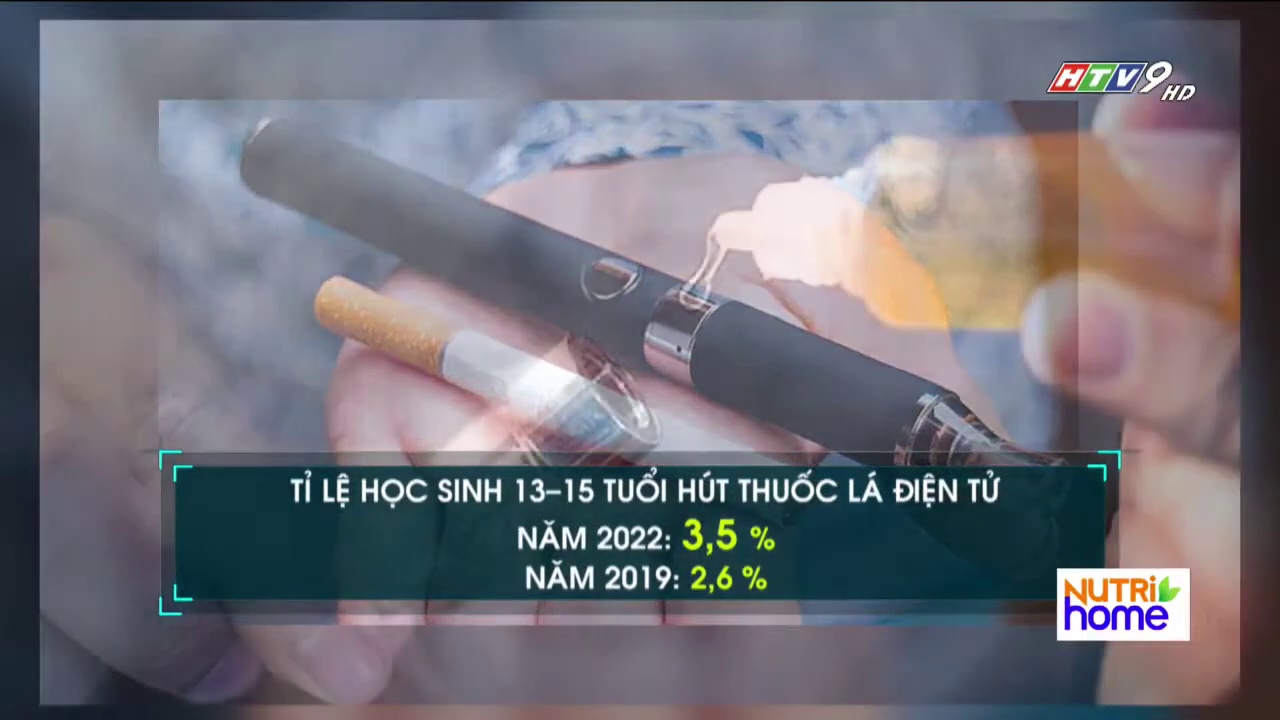 HTV9 HD
TỈ LỆ HỌC SINH 13–15 TUỔI HÚT THUỐC LÁ ĐIỆN TỬ
NĂM 2022: 3,5 %
NĂM 2019: 2,6 %
NUTRi
home